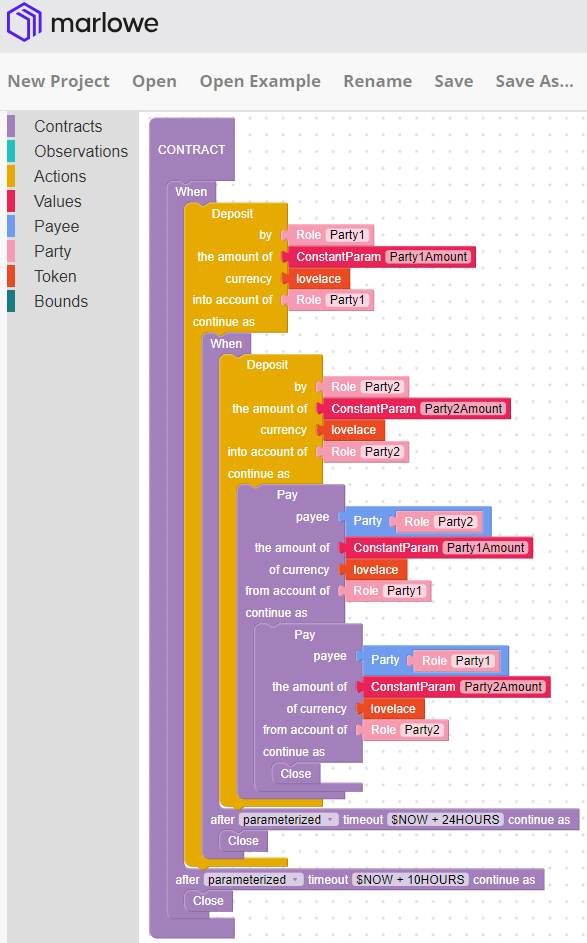 marlowe
New Project Open Open Example Rename Save Save As...
Contracts
Observations
Actions
Values
Payee
Party
Token
Bounds
CONTRACT
When
Deposit
by Role Party1
the amount of ConstantParam Party1Amount
currency lovelace
into account of Role Party1
continue as
When
Deposit
by Role Party2
the amount of ConstantParam Party2Amount
currency lovelace
into account of Role Party2
continue as
Pay
payee Party Role Party2
the amount of ConstantParam Party1Amount
of currency lovelace
from account of Role Party1
continue as
Pay
payee Party Role Party1
the amount of ConstantParam Party2Amount
of currency lovelace
from account of Role Party2
continue as
Close
after parameterized timeout $NOW + 24HOURS continue as
Close
after parameterized timeout $NOW + 10HOURS continue as
Close